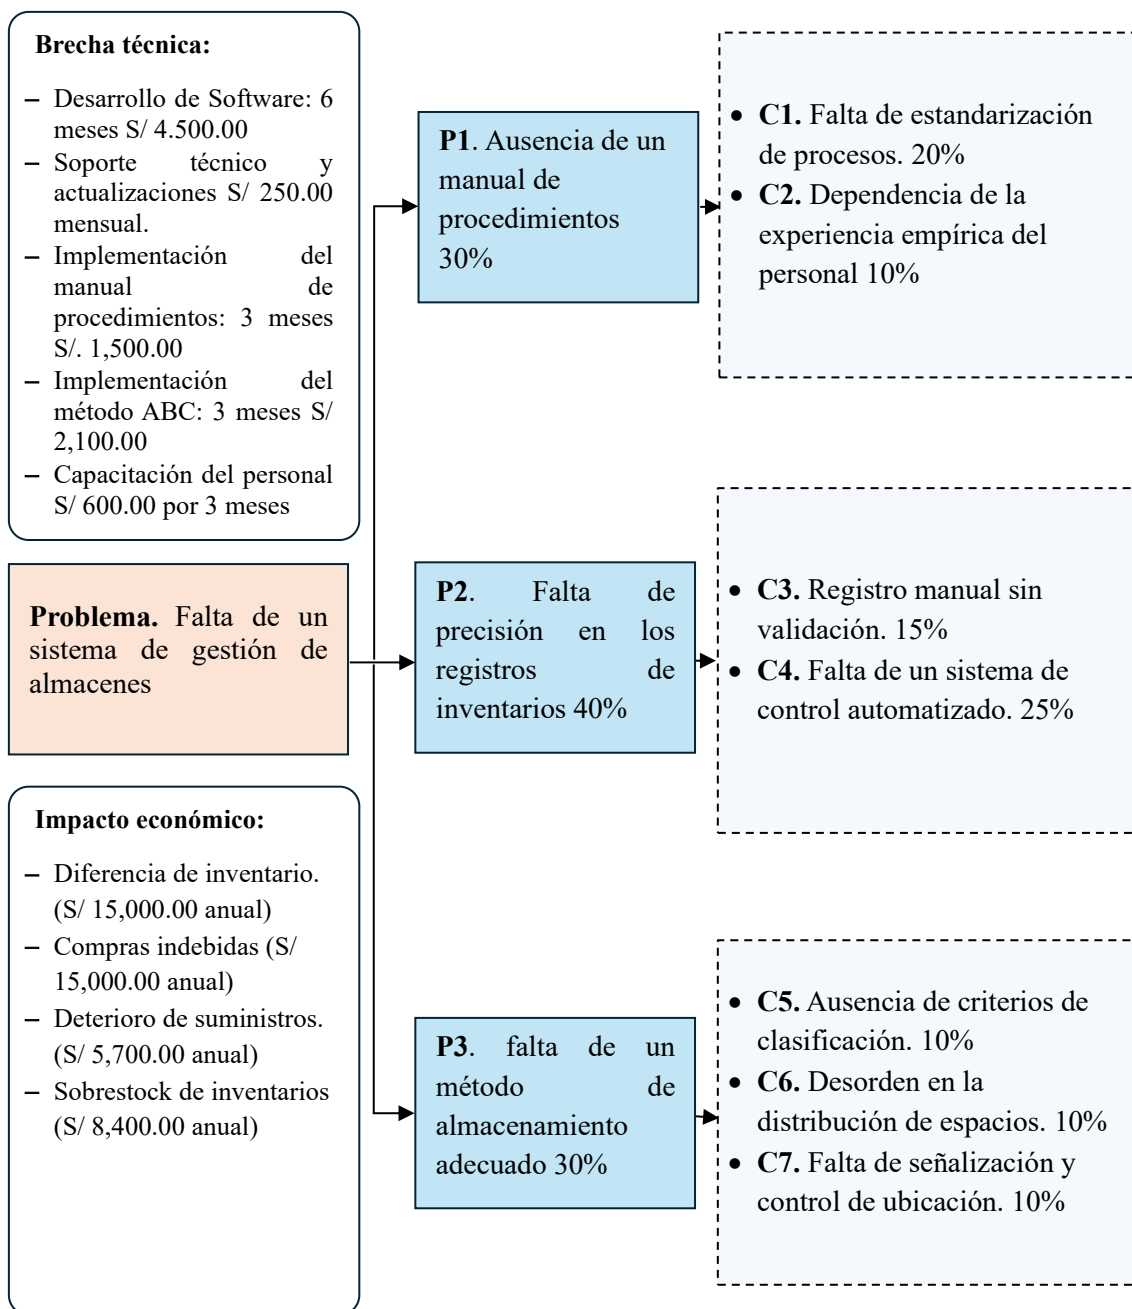 Brecha técnica:
– Desarrollo de Software: 6
meses S/ 4.500.00
– Soporte técnico y
actualizaciones S/ 250.00
mensual.
– Implementación del
manual de
procedimientos: 3 meses
S/. 1,500.00
– Implementación del
método ABC: 3 meses S/
2,100.00
– Capacitación del personal
S/ 600.00 por 3 meses
Problema. Falta de un
sistema de gestión de
almacenes
Impacto económico:
– Diferencia de inventario.
(S/ 15,000.00 anual)
– Compras indebidas (S/
15,000.00 anual)
– Deterioro de suministros.
(S/ 5,700.00 anual)
– Sobrestock de inventarios
(S/ 8,400.00 anual)
P1. Ausencia de un
manual de
procedimientos
30%
• C1. Falta de estandarización
de procesos. 20%
• C2. Dependencia de la
experiencia empírica del
personal 10%
P2. Falta de
precisión en los
registros de
inventarios 40%
• C3. Registro manual sin
validación. 15%
• C4. Falta de un sistema de
control automatizado. 25%
P3. falta de un
método de
almacenamiento
adecuado 30%
• C5. Ausencia de criterios de
clasificación. 10%
• C6. Desorden en la
distribución de espacios. 10%
• C7. Falta de señalización y
control de ubicación. 10%